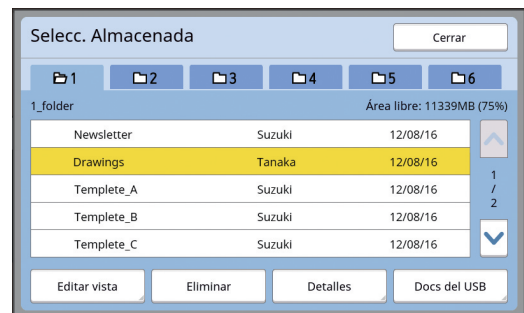 Selecc. Almacenada
Cerrar
1 2 3 4 5 6
1_folder Área libre: 11339MB (75%)
Newsletter Suzuki 12/08/16
Drawings Tanaka 12/08/16
Templete_A Suzuki 12/08/16
Templete_B Suzuki 12/08/16
Templete_C Suzuki 12/08/16
1
/
2
Editar vista Eliminar Detalles Docs del USB